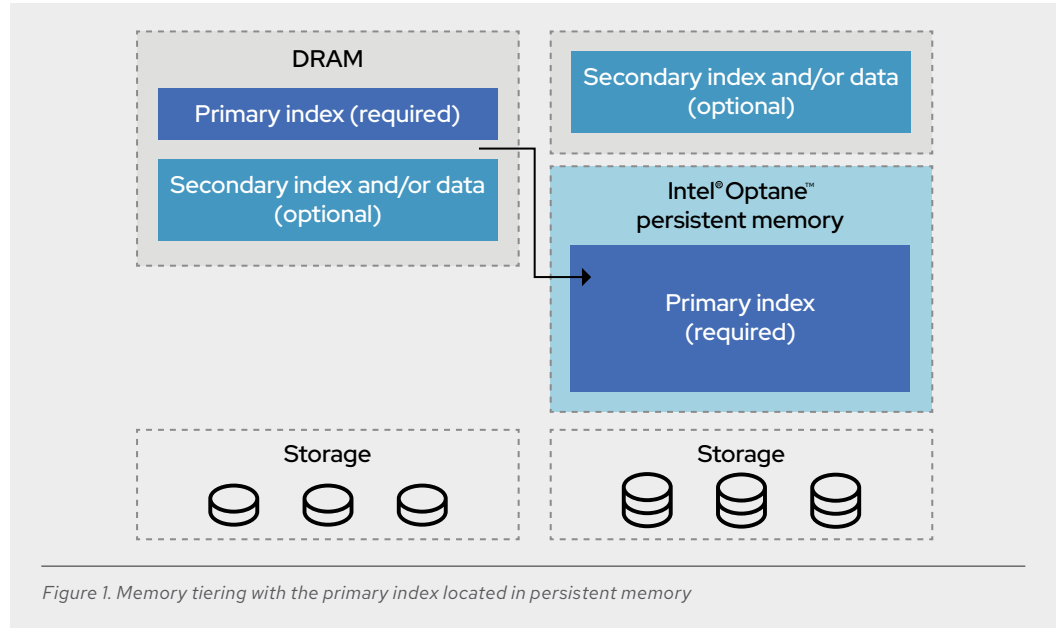 DRAM
Primary index (required)
Secondary index and/or data
(optional)
Secondary index and/or data
(optional)
Intel® Optane™
persistent memory
Primary index
(required)
Storage
Storage
Figure 1. Memory tiering with the primary index located in persistent memory